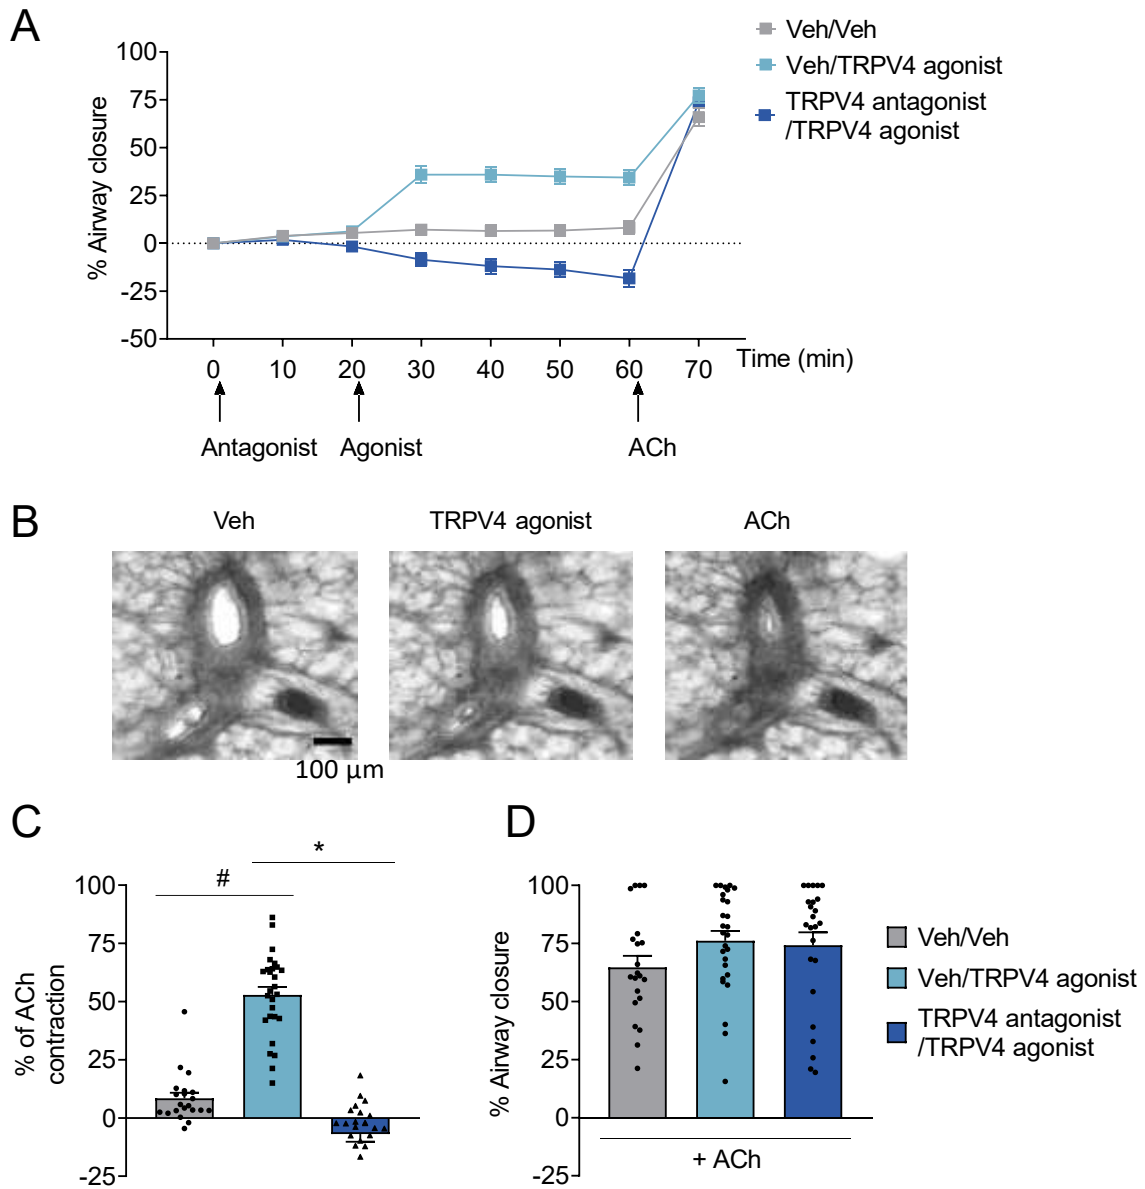 A
Veh/Veh
Veh/TRPV4 agonist
TRPV4 antagonist
/TRPV4 agonist
% Airway closure
100
75
50
25
0
-25
-50
0 10 20 30 40 50 60 70
Time (min)
Antagonist Agonist ACh
B
Veh TRPV4 agonist ACh
100 µm
C
% of ACh
contraction
100
75
50
25
0
-25
#
*
D
% Airway closure
100
75
50
25
0
-25
+ ACh
Veh/Veh
Veh/TRPV4 agonist
TRPV4 antagonist
/TRPV4 agonist